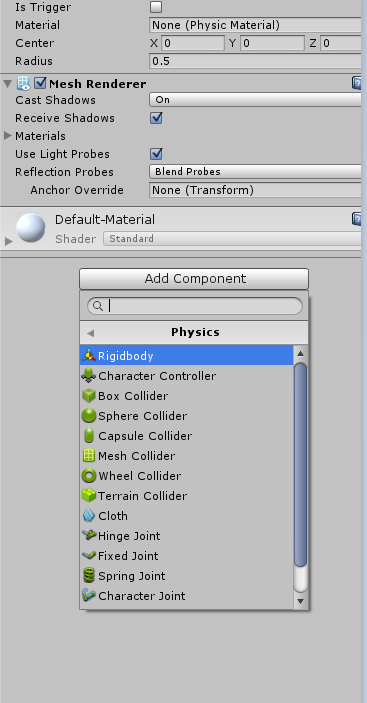 Is Trigger
Material None (Physic Material)
Center X 0 Y 0 Z 0
Radius 0.5
Mesh Renderer
Cast Shadows On
Receive Shadows
Materials
Use Light Probes
Reflection Probes Blend Probes
Anchor Override None (Transform)
Default-Material
Shader Standard
Add Component
Physics
Rigidbody
Character Controller
Box Collider
Sphere Collider
Capsule Collider
Mesh Collider
Wheel Collider
Terrain Collider
Cloth
Hinge Joint
Fixed Joint
Spring Joint
Character Joint